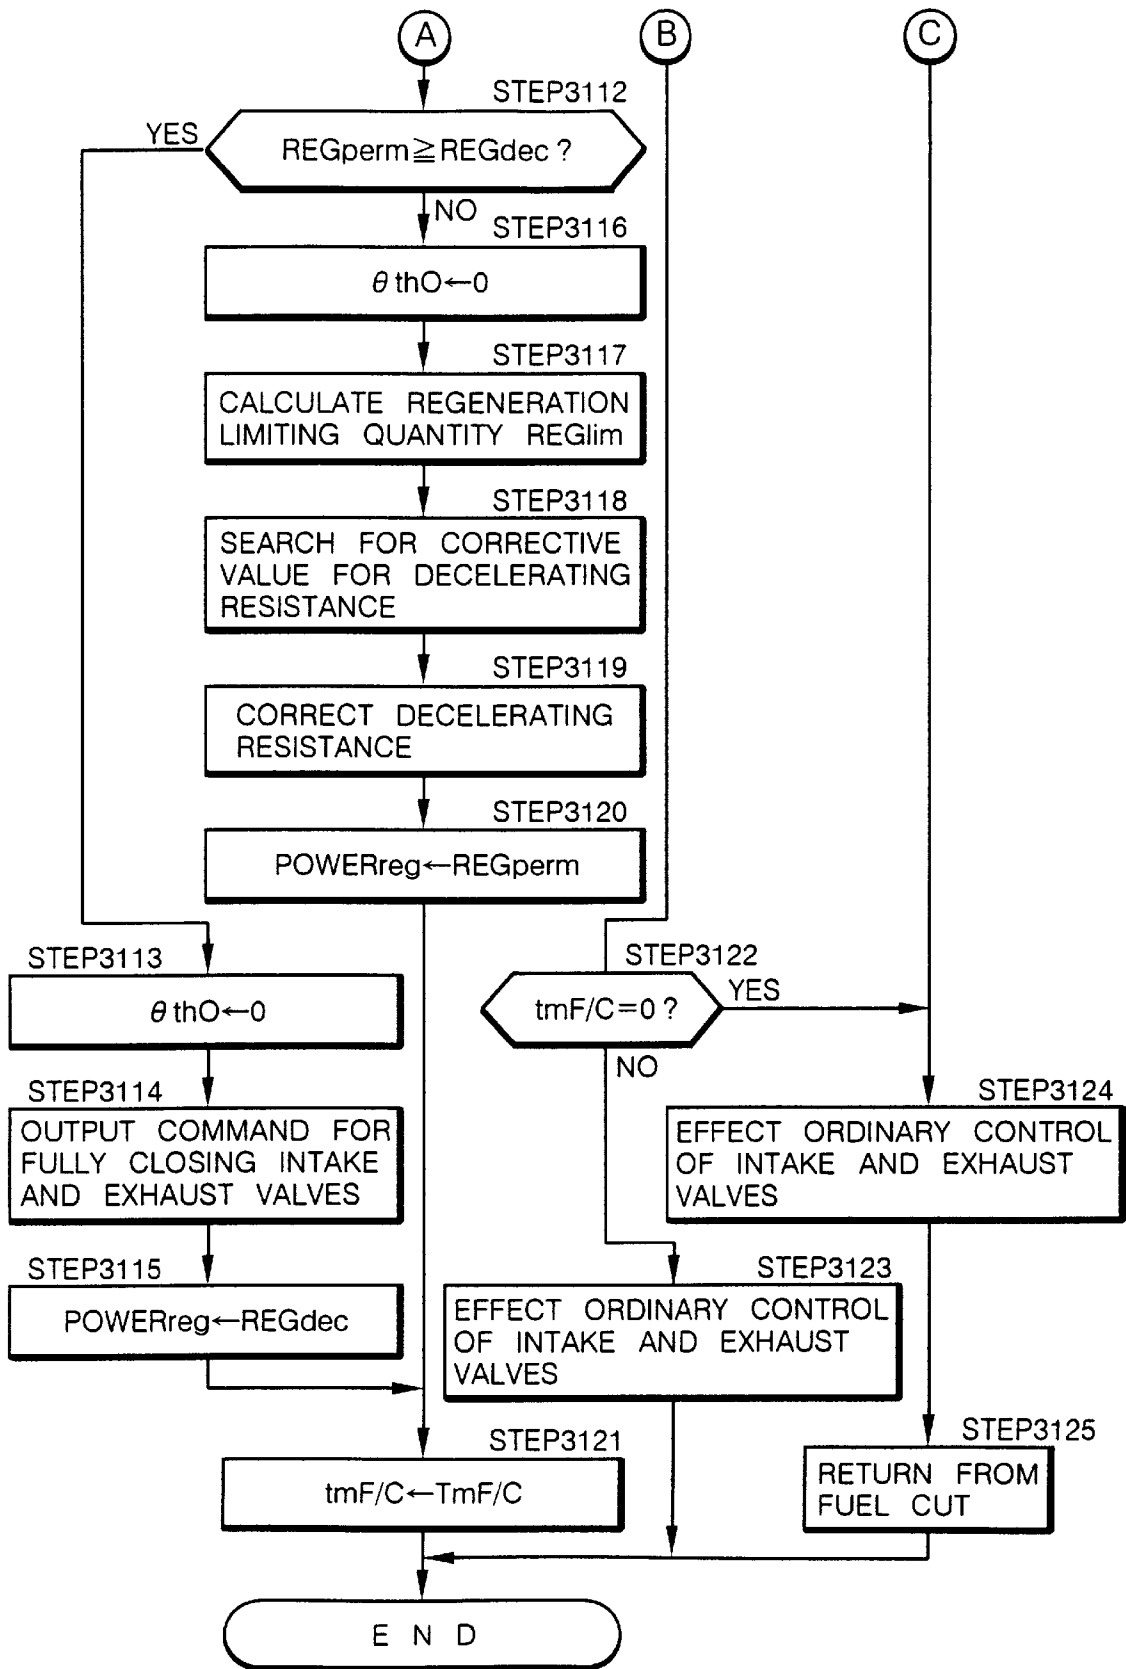 A
B
C
STEP3112
YES
REGperm≧REGdec ?
NO
STEP3116
θ thO←0
STEP3117
CALCULATE REGENERATION
LIMITING QUANTITY REGlim
STEP3118
SEARCH FOR CORRECTIVE
VALUE FOR DECELERATING
RESISTANCE
STEP3119
CORRECT DECELERATING
RESISTANCE
STEP3120
POWERreg←REGperm
STEP3113
θ thO←0
STEP3114
OUTPUT COMMAND FOR
FULLY CLOSING INTAKE
AND EXHAUST VALVES
STEP3115
POWERreg←REGdec
STEP3122
tmF/C=0 ?
YES
NO
STEP3124
EFFECT ORDINARY CONTROL
OF INTAKE AND EXHAUST
VALVES
STEP3123
EFFECT ORDINARY CONTROL
OF INTAKE AND EXHAUST
VALVES
STEP3125
RETURN FROM
FUEL CUT
STEP3121
tmF/C←TmF/C
E N D